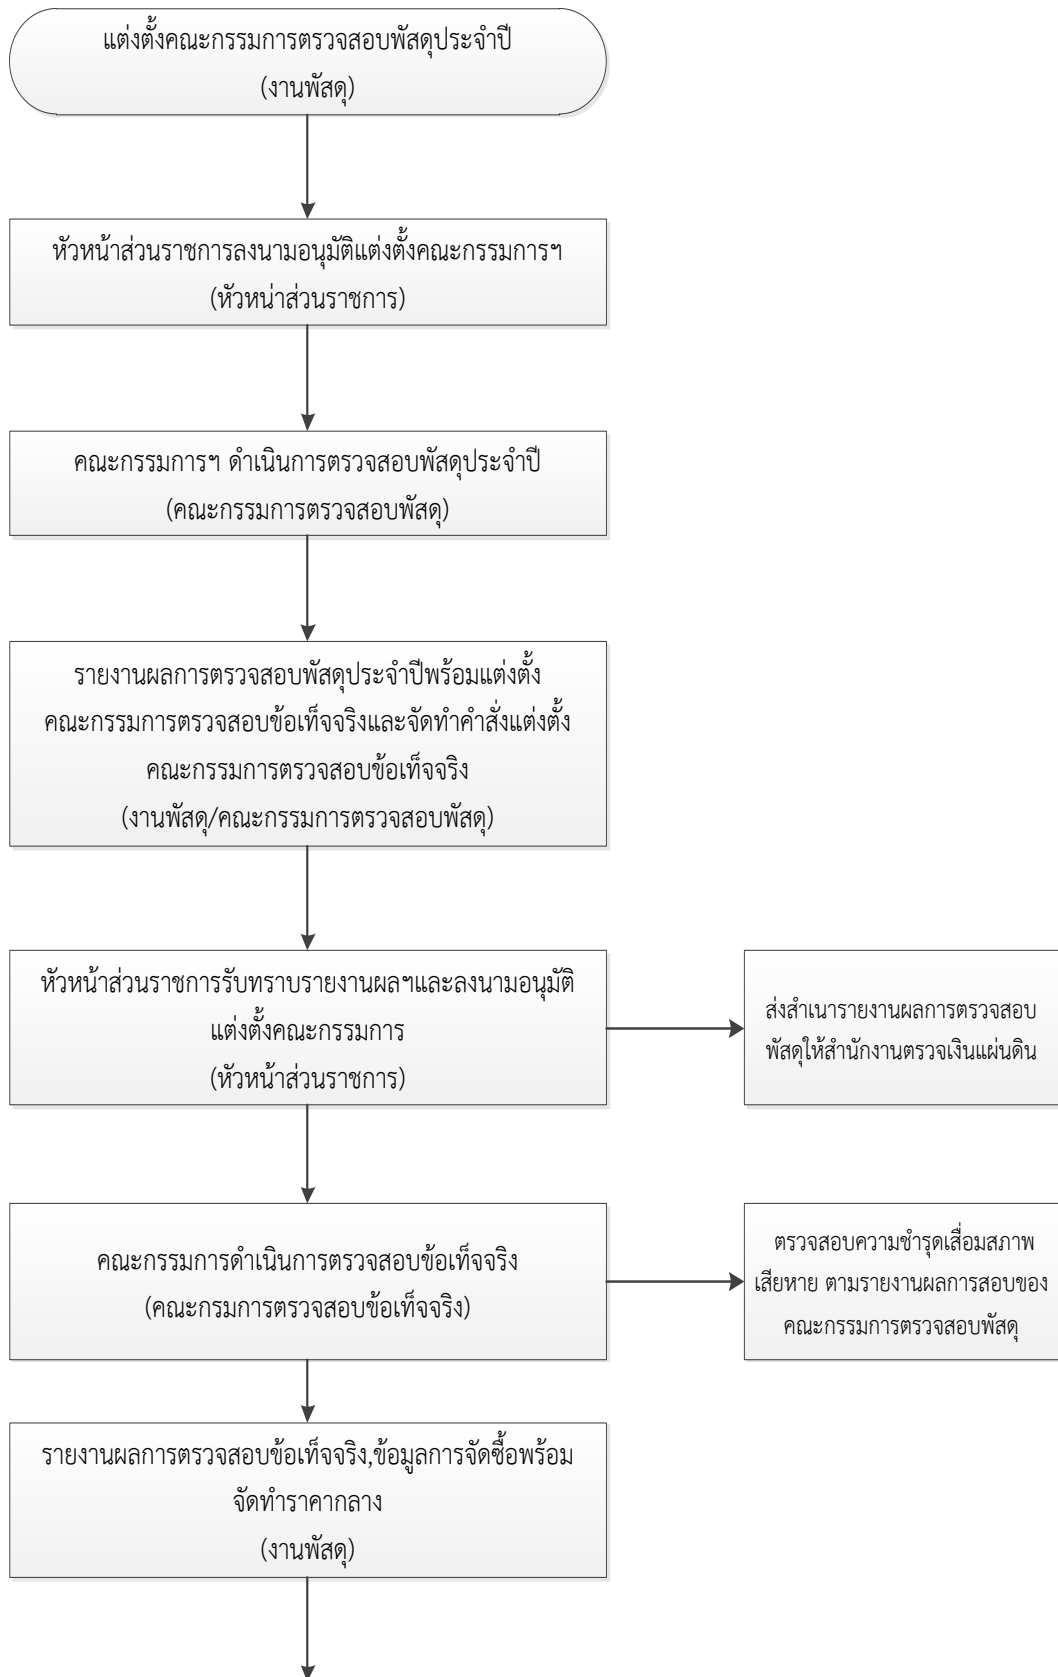 แต่งตั้งคณะกรรมการตรวจสอบพัสดุประจำปี
(งานพัสดุ)
หัวหน้าส่วนราชการลงนามอนุมัติแต่งตั้งคณะกรรมการฯ
(หัวหน่าส่วนราชการ)
คณะกรรมการฯ ดำเนินการตรวจสอบพัสดุประจำปี
(คณะกรรมการตรวจสอบพัสดุ)
รายงานผลการตรวจสอบพัสดุประจำปีพร้อมแต่งตั้ง
คณะกรรมการตรวจสอบข้อเท็จจริงและจัดทำคำสั่งแต่งตั้ง
คณะกรรมการตรวจสอบข้อเท็จจริง
(งานพัสดุ/คณะกรรมการตรวจสอบพัสดุ)
หัวหน้าส่วนราชการรับทราบรายงานผลฯและลงนามอนุมัติ
แต่งตั้งคณะกรรมการ
(หัวหน้าส่วนราชการ)
ส่งสำเนารายงานผลการตรวจสอบ
พัสดุให้สำนักงานตรวจเงินแผ่นดิน
คณะกรรมการดำเนินการตรวจสอบข้อเท็จจริง
(คณะกรมการตรวจสอบข้อเท็จจริง)
ตรวจสอบความชำรุดเสื่อมสภาพ
เสียหาย ตามรายงานผลการสอบของ
คณะกรรมการตรวจสอบพัสดุ
รายงานผลการตรวจสอบข้อเท็จจริง,ข้อมูลการจัดซื้อพร้อม
จัดทำราคากลาง
(งานพัสดุ)